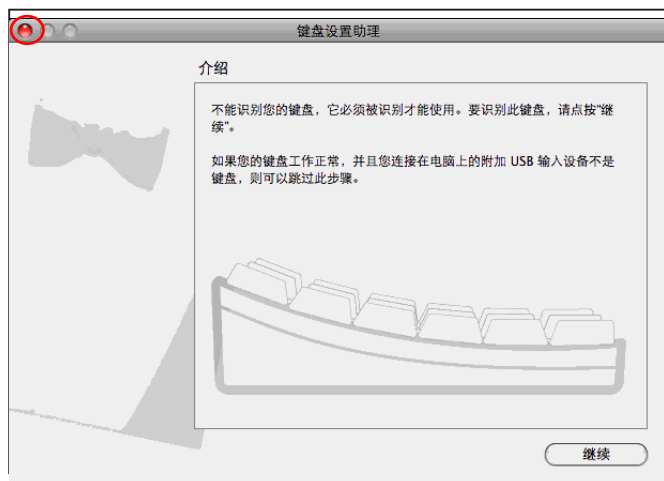 键盘设置助理
介绍
不能识别您的键盘，它必须被识别才能使用。要识别此键盘，请点按“继
续”。
如果您的键盘工作正常，并且您连接在电脑上的附加 USB 输入设备不是
键盘，则可以跳过此步骤。
继续